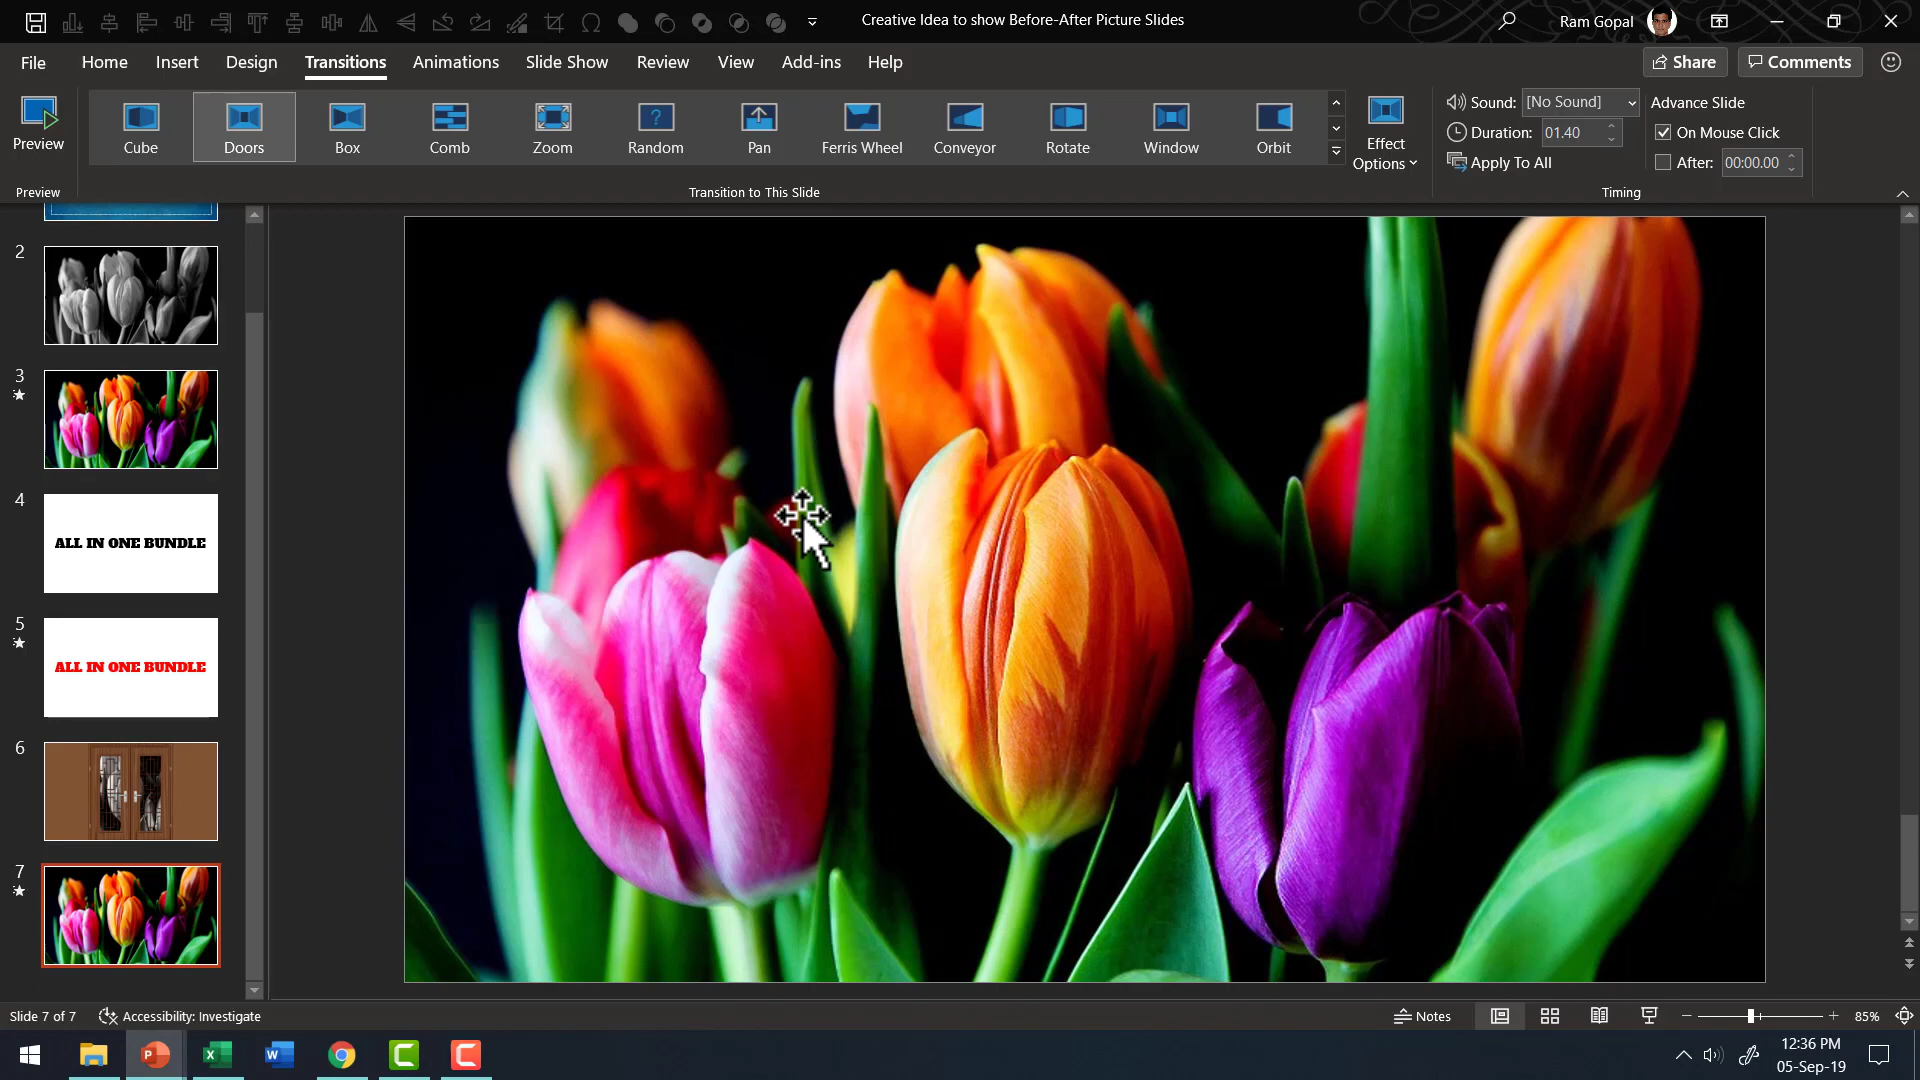 Creative Idea to show Before-After Picture Slides
Ram Gopal
File Home Insert Design Transitions Animations Slide Show Review View Add-ins Help
Share
Comments
Preview
Cube Doors Box Comb Zoom Random Pan Ferris Wheel Conveyor Rotate Window Orbit
Effect
Options
Sound: [No Sound]
Duration: 01.40
Apply To All
Advance Slide
On Mouse Click
After: 00:00.00
Preview
Transition to This Slide
Timing
2
3
4
ALL IN ONE BUNDLE
5
ALL IN ONE BUNDLE
6
7
Slide 7 of 7
Accessibility: Investigate
Notes
85%
12:36 PM
05-Sep-19